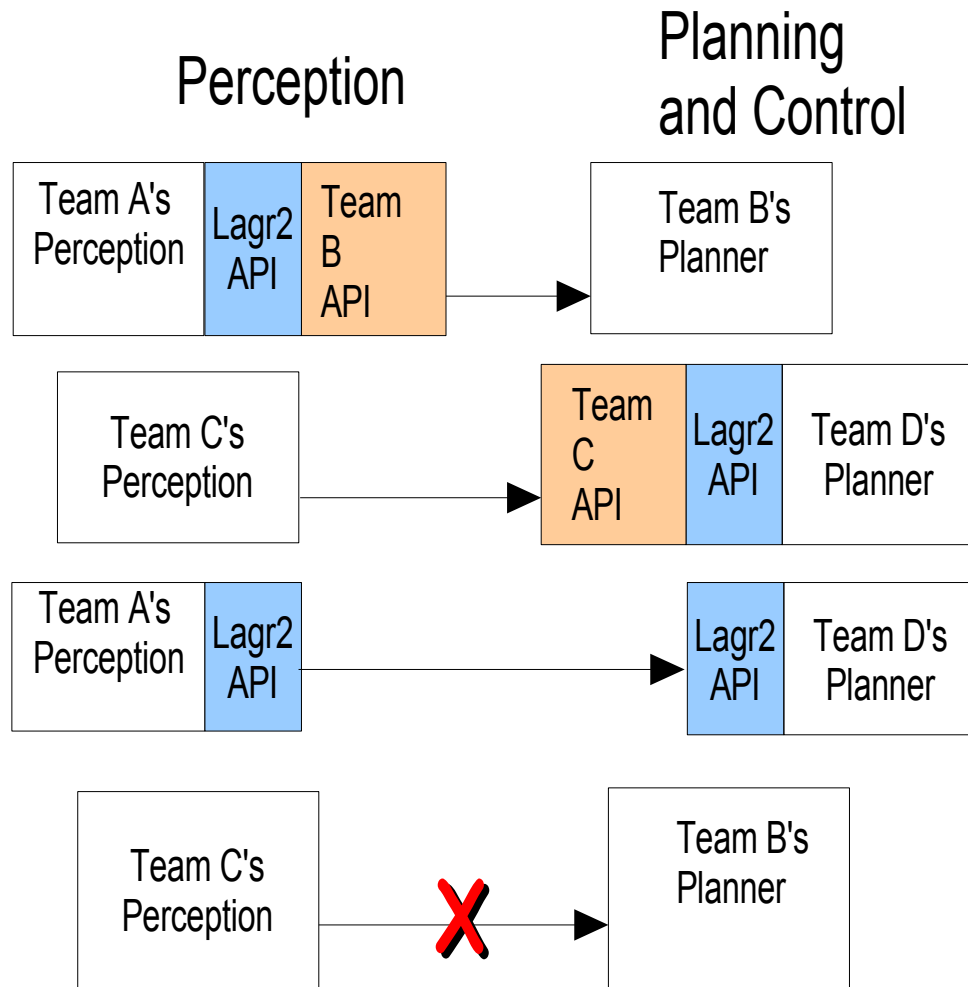 Perception
Planning
and Control
Team A's
Perception
Lagr2
API
Team
B
API
Team B's
Planner
Team C's
Perception
Team
C
API
Lagr2
API
Team D's
Planner
Team A's
Perception
Lagr2
API
Lagr2
API
Team D's
Planner
Team C's
Perception
X
Team B's
Planner